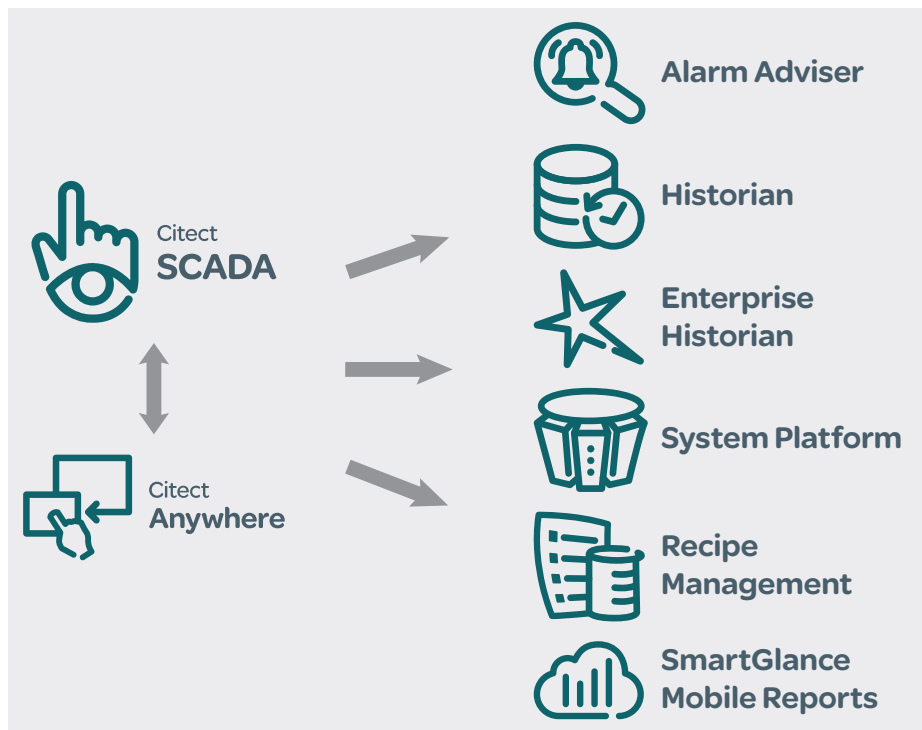 Citect
SCADA
Citect
Anywhere
Alarm Adviser
Historian
Enterprise
Historian
System Platform
Recipe
Management
SmartGlance
Mobile Reports